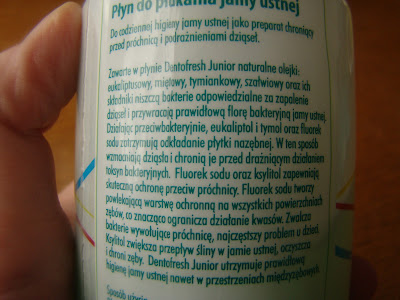 Płyn do płukania jamy ustnej
Do codziennej higieny jamy ustnej jako preparat chroniący
przed próchnicą i podrażnieniami dziąseł.
Zawarte w płynie Dentofresh Junior naturalne olejki:
eukaliptusowy, miętowy, tymiankowy, szałwiowy oraz ich
składniki niszczą bakterie odpowiedzialne za zapalenie
dziąseł i przywracają prawidłową florę bakteryjną jamy ustnej.
Działając przeciwbakteryjnie, eukaliptol i tymol oraz fluorek
sodu zatrzymują odkładanie płytki nazębnej. W ten sposób
wzmacniają dziąsła i chronią je przed drażniącym działaniem
toksyn bakteryjnych. Fluorek sodu oraz ksylitol zapewniają
skuteczną ochronę przeciw próchnicy. Fluorek sodu tworzy
powlekającą warstwę ochronną na wszystkich powierzchniach
zębów, co znacząco ogranicza działanie kwasów. Zwalcza
bakterie wywołujące próchnicę, najczęstszy problem u dzieci.
Ksylitol zwiększa przepływ śliny w jamie ustnej, oczyszcza
i chroni zęby. Dentofresh Junior utrzymuje prawidłową
higienę jamy ustnej nawet w przestrzeniach międzyzębowych.
Sposób